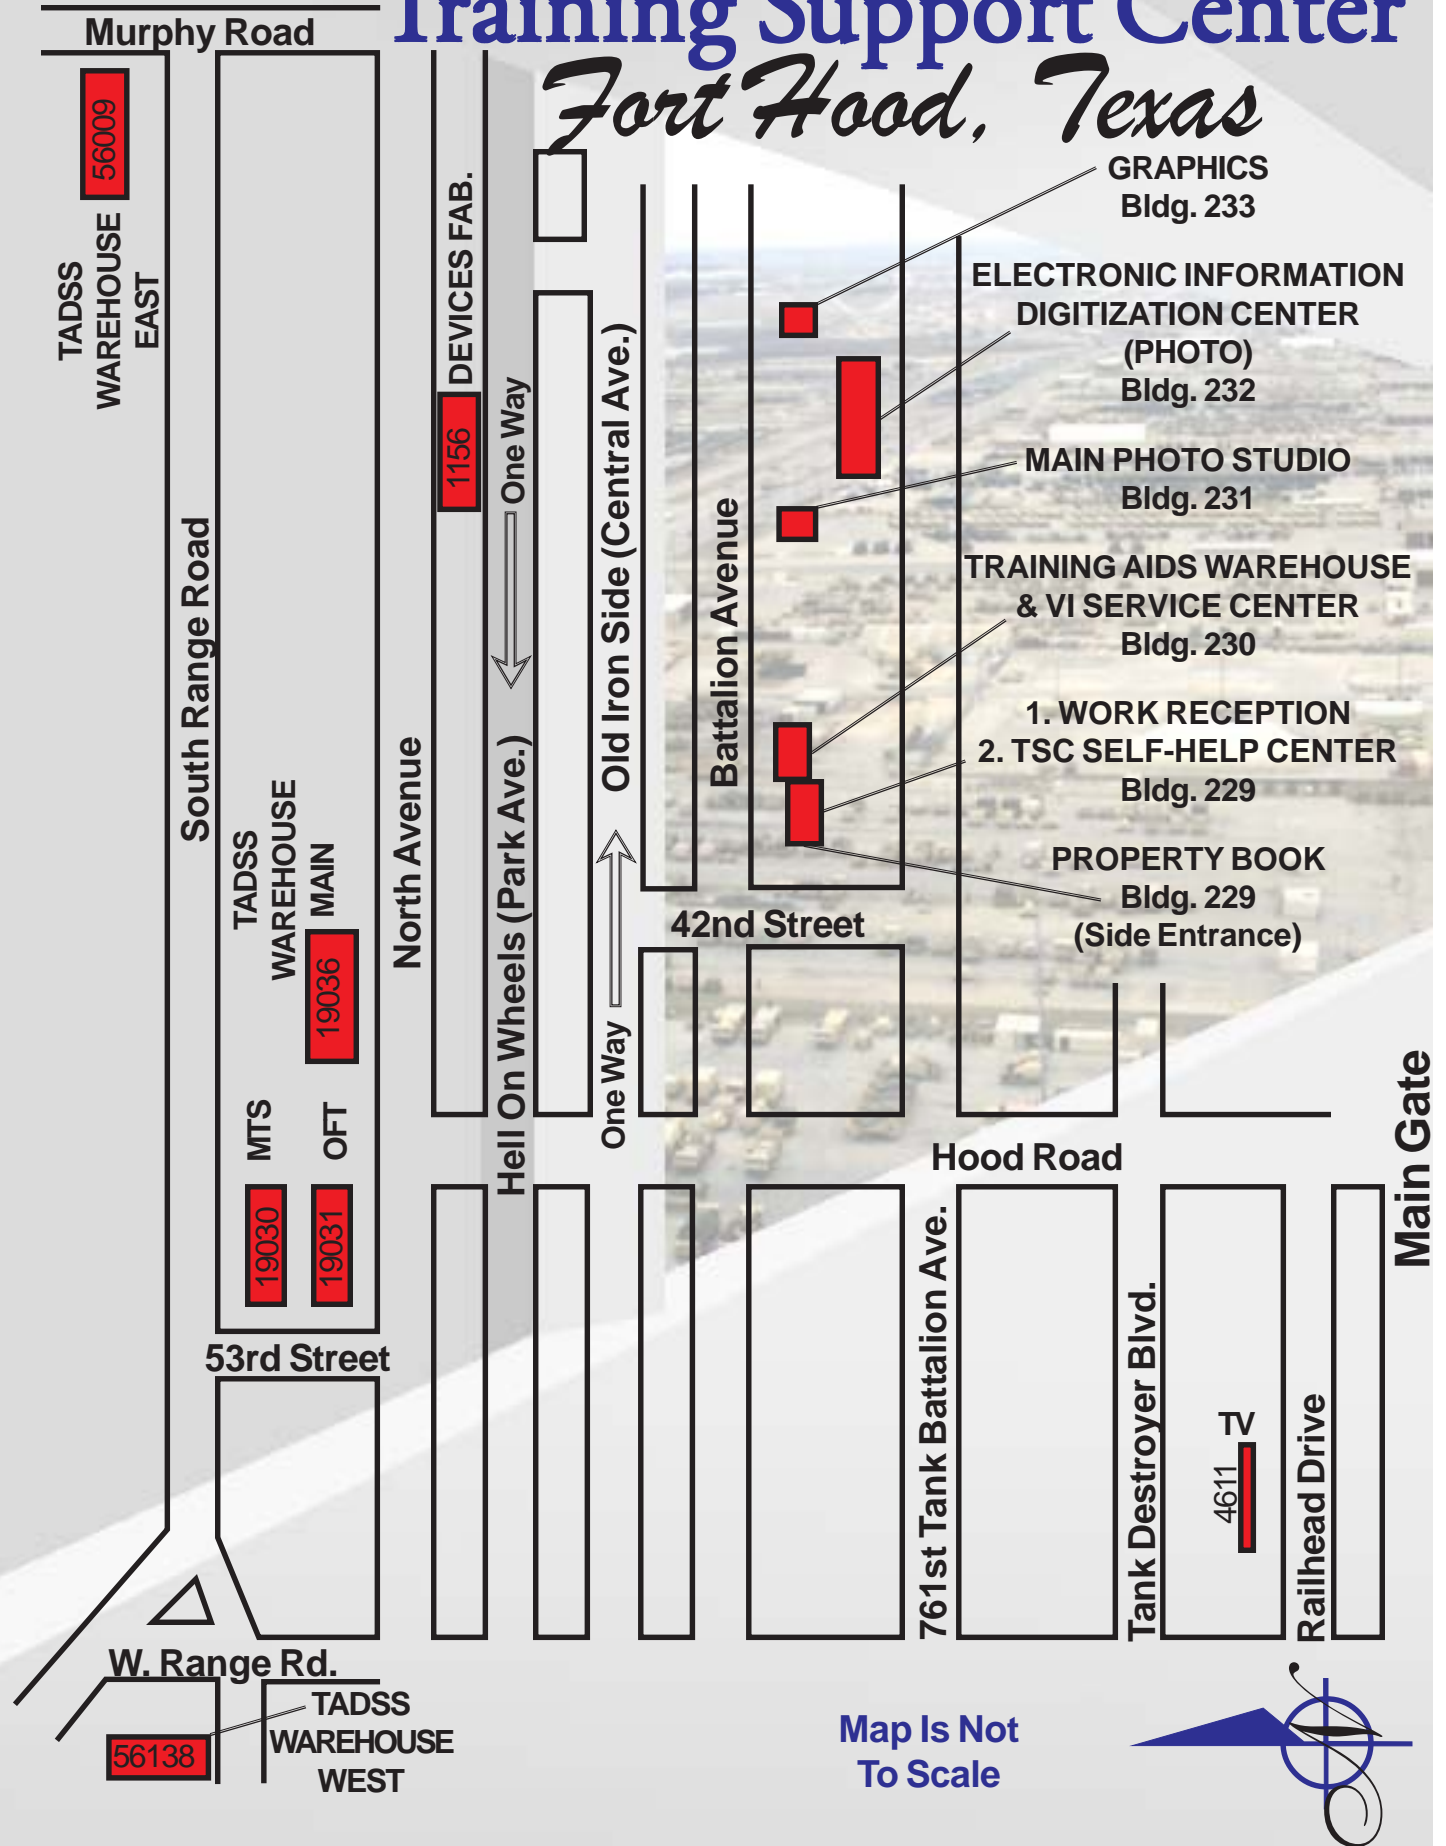 Training Support Center
Fort Hood, Texas
Murphy Road
56009
TADSS
WAREHOUSE
EAST
South Range Road
DEVICES FAB.
1156
One Way
GRAPHICS
Bldg. 233
ELECTRONIC INFORMATION
DIGITIZATION CENTER
(PHOTO)
Bldg. 232
MAIN PHOTO STUDIO
Bldg. 231
TRAINING AIDS WAREHOUSE
& VI SERVICE CENTER
Bldg. 230
1. WORK RECEPTION
2. TSC SELF-HELP CENTER
Bldg. 229
PROPERTY BOOK
Bldg. 229
(Side Entrance)
Old Iron Side (Central Ave.)
Battalion Avenue
North Avenue
Hell On Wheels (Park Ave.)
TADSS
WAREHOUSE
MAIN
19036
42nd Street
One Way
MTS
OFT
19030
19031
Hood Road
Main Gate
53rd Street
761st Tank Battalion Ave.
Tank Destroyer Blvd.
TV
4611
Railhead Drive
W. Range Rd.
TADSS
WAREHOUSE
WEST
56138
Map Is Not
To Scale